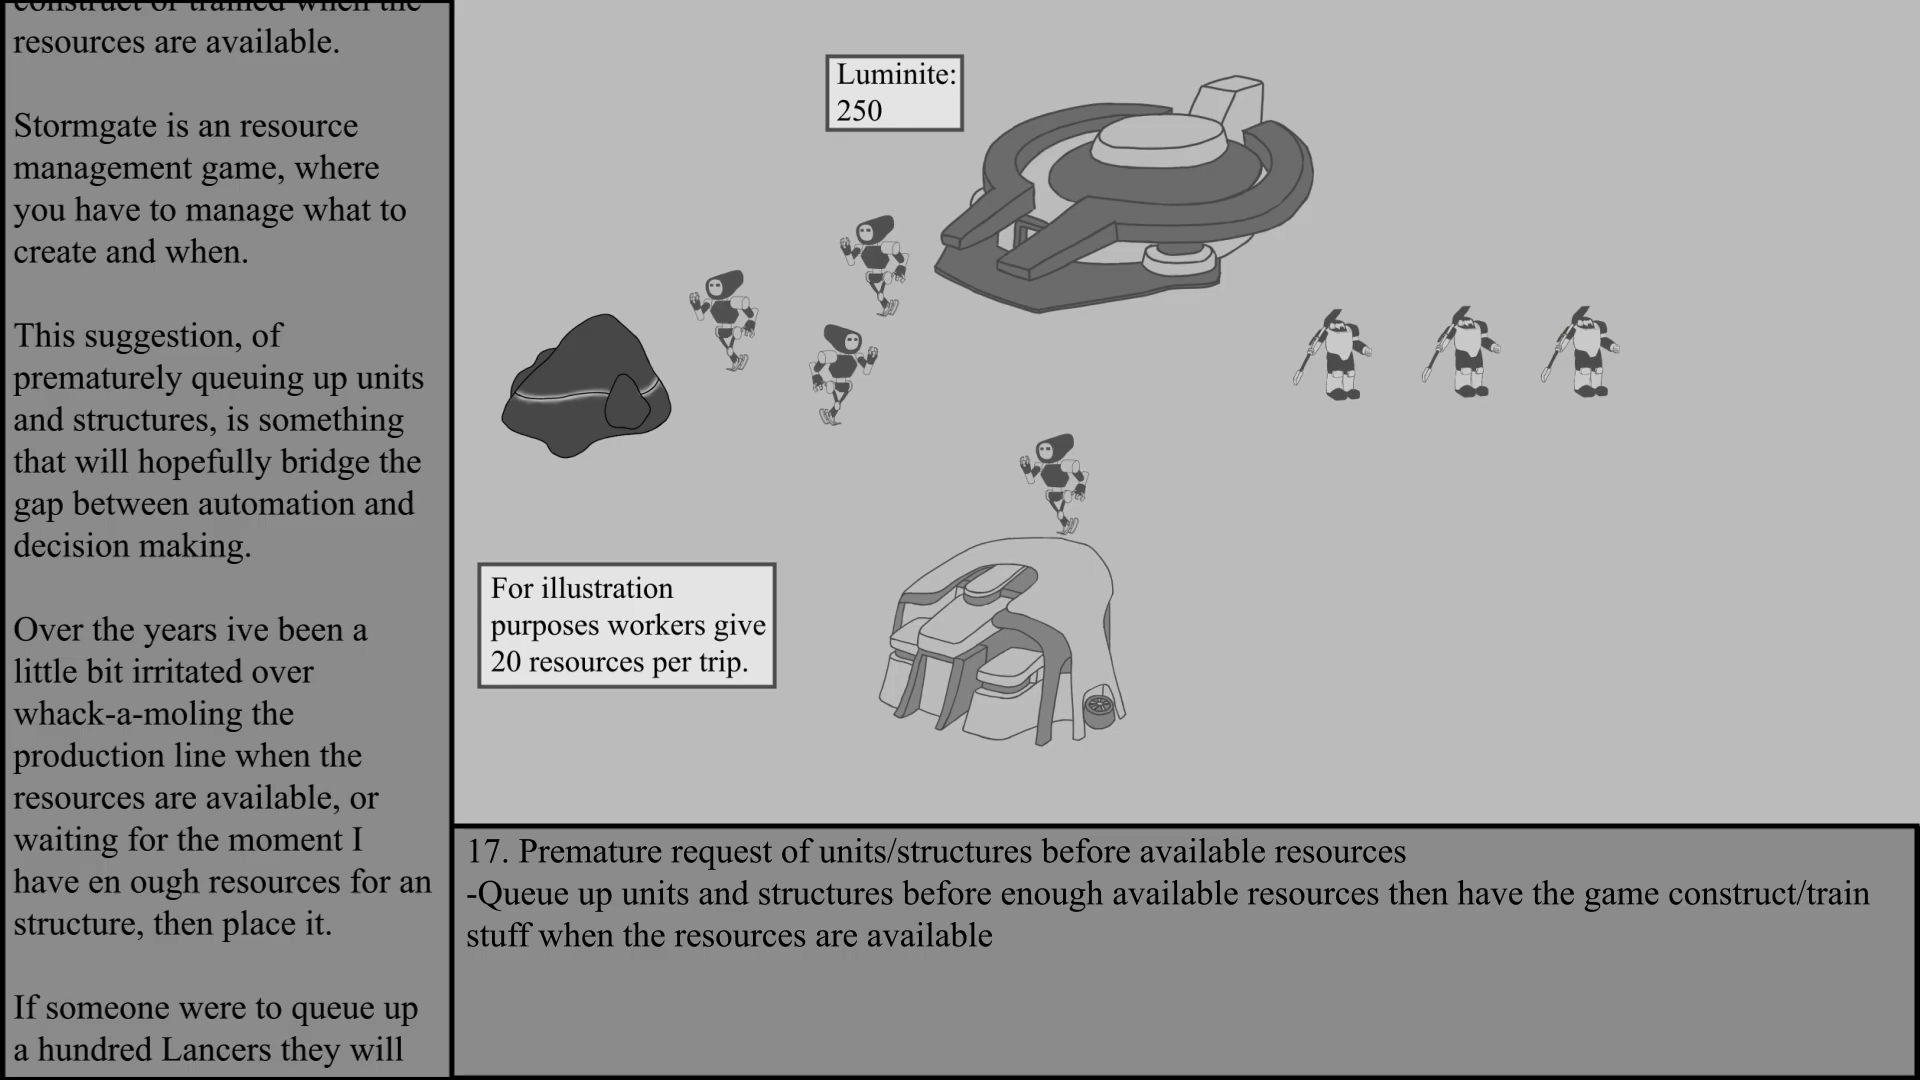 construct or trained when the
resources are available.
Stormgate is an resource
management game, where
you have to manage what to
create and when.
This suggestion, of
prematurely queuing up units
and structures, is something
that will hopefully bridge the
gap between automation and
decision making.
Over the years ive been a
little bit irritated over
whack-a-moling the
production line when the
resources are available, or
waiting for the moment I
have en ough resources for an
structure, then place it.
If someone were to queue up
a hundred Lancers they will
Luminite:
250
For illustration
purposes workers give
20 resources per trip.
17. Premature request of units/structures before available resources
-Queue up units and structures before enough available resources then have the game construct/train
stuff when the resources are available